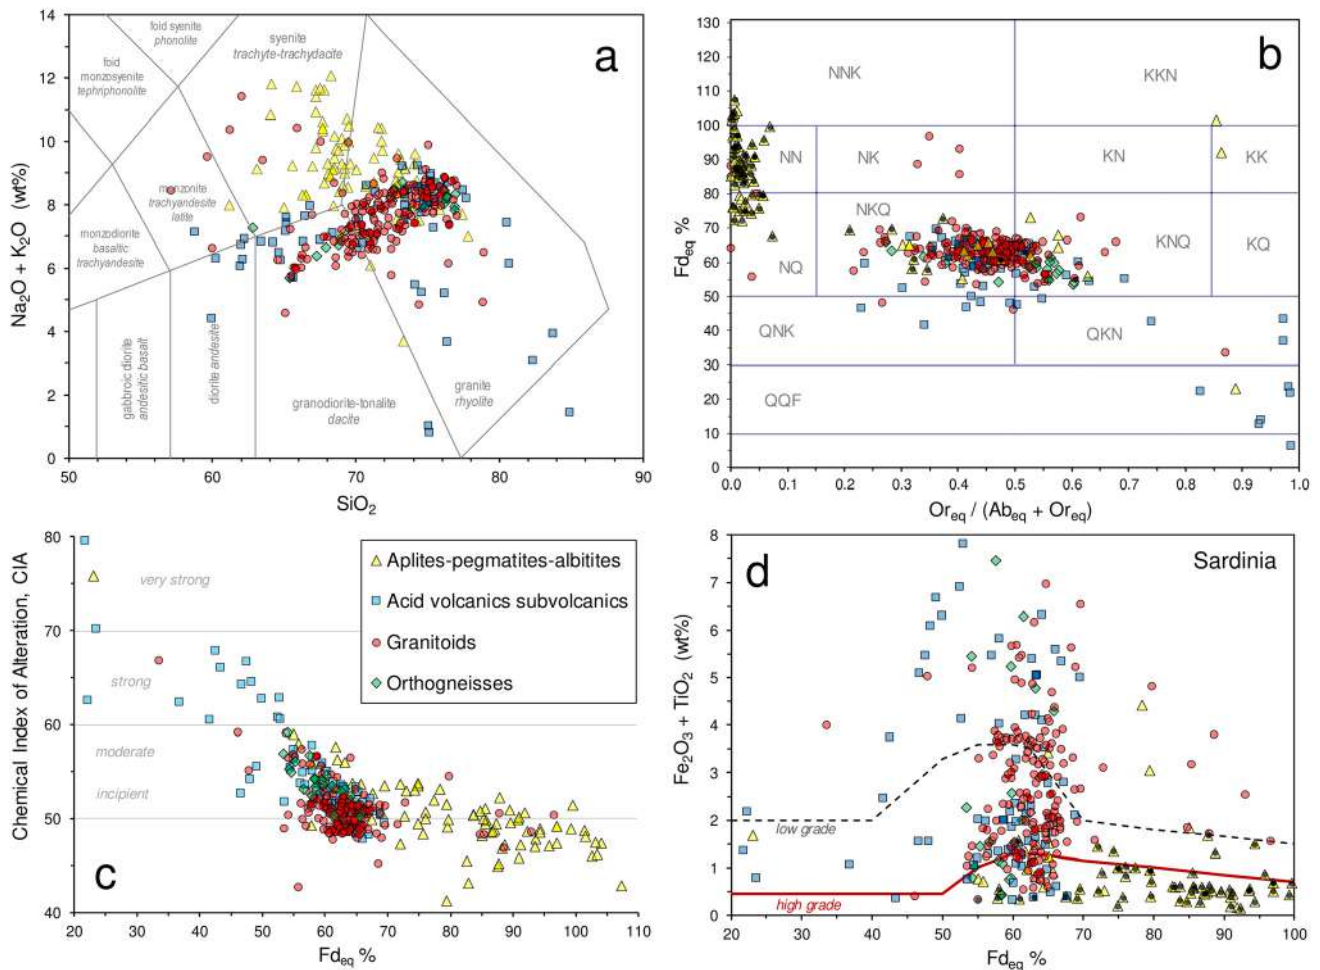 a
Na2O + K2O (wt%)
14
12
10
8
6
4
2
0
50
60
70
80
90
SiO2
foid syenite
phonolite
foid
monzosyenite
tephriphonolite
syenite
trachyte-trachydacite
monzonite
trachyandesite
latite
monzodiorite
basaltic
trachyandesite
gabbroic diorite
andesitic basalt
diorite andesite
granodiorite-tonalite
dacite
granite
rhyolite
b
Fdeq %
130
120
110
100
90
80
70
60
50
40
30
20
10
0
0.0
0.1
0.2
0.3
0.4
0.5
0.6
0.7
0.8
0.9
1.0
Oreq / (Abeq + Oreq)
NNK
KKN
NN
NK
KN
KK
NKQ
NQ
KNQ
KQ
QNK
QKN
QQF
c
Chemical Index of Alteration, CIA
80
70
60
50
40
20
30
40
50
60
70
80
90
100
110
Fdeq %
very strong
strong
moderate
incipient
Aplites-pegmatites-albitites
Acid volcanics subvolcanics
Granitoids
Orthogneisses
d
Sardinia
Fe2O3 + TiO2 (wt%)
8
7
6
5
4
3
2
1
0
20
30
40
50
60
70
80
90
100
Fdeq %
low grade
high grade